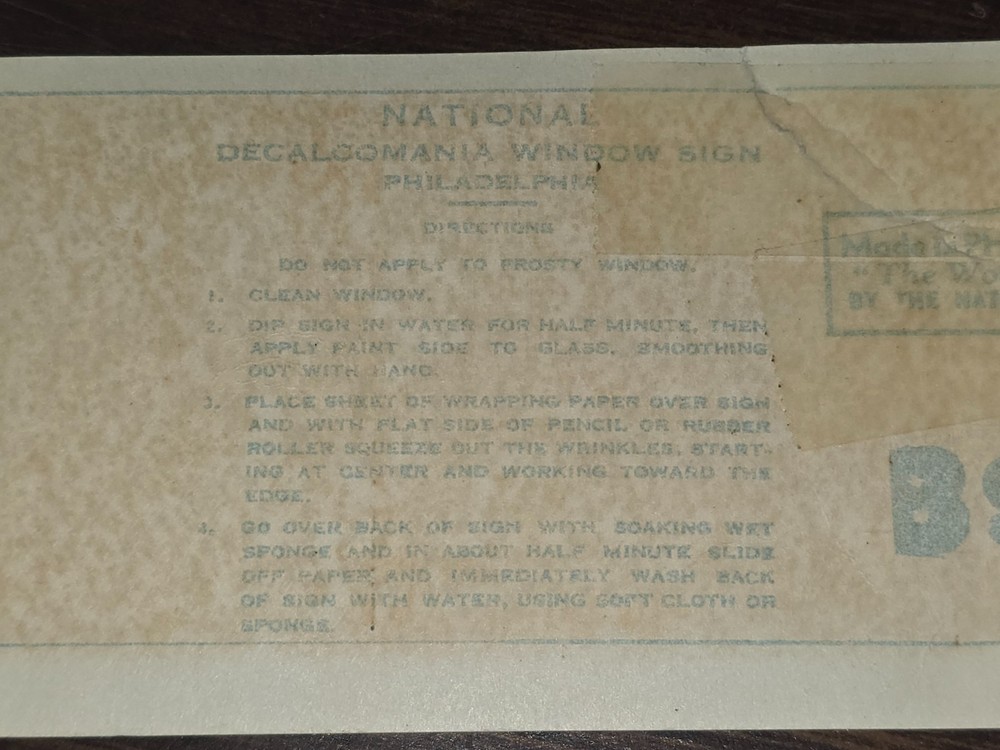 NATIONAL
DECALCOMANIA WINDOW SIGN
PHILADELPHIA
DIRECTIONS
DO NOT APPLY TO FROSTY WINDOW.
1. CLEAN WINDOW.
2. DIP SIGN IN WATER FOR HALF MINUTE, THEN
APPLY PAINT SIDE TO GLASS, SMOOTHING
OUT WITH HAND.
3. PLACE SHEET OF WRAPPING PAPER OVER SIGN
AND WITH FLAT SIDE OF PENCIL OR RUBBER
ROLLER SQUEEZE OUT THE WRINKLES, START-
ING AT CENTER AND WORKING TOWARD THE
EDGE.
4. GO OVER BACK OF SIGN WITH SOAKING WET
SPONGE AND IN ABOUT HALF MINUTE SLIDE
OFF PAPER AND IMMEDIATELY WASH BACK
OF SIGN WITH WATER, USING SOFT CLOTH OR
SPONGE.
Made in
"The Wo
BY THE NAT
BS